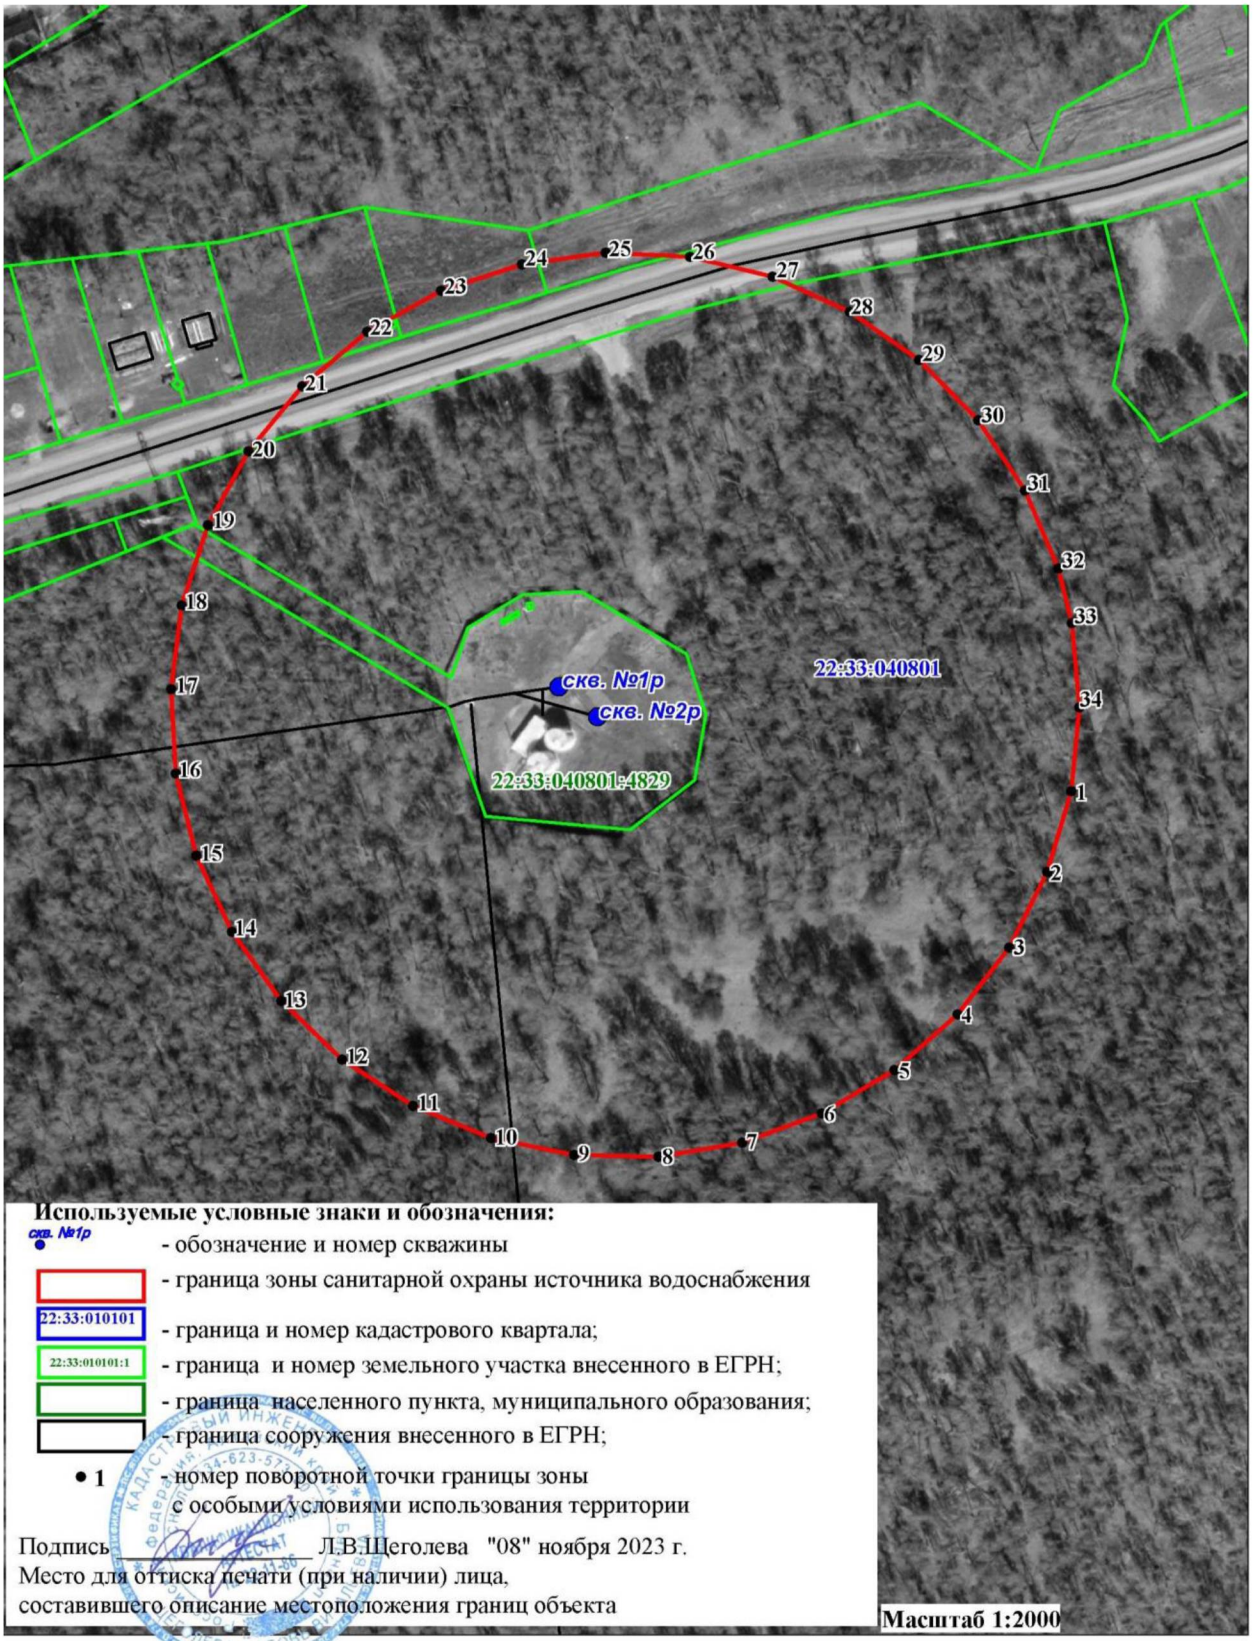 25
26
24
27
23
28
22
29
21
30
20
31
19
32
18
33
скв. №1р
22:33:040801
17
34
скв. №2р
16
22:33:040801:4829
1
15
2
14
3
13
4
12
5
11
6
10
7
9
8
Используемые условные знаки и обозначения:
скв. №1р
- обозначение и номер скважины
- граница зоны санитарной охраны источника водоснабжения
22:33:010101
- граница и номер кадастрового квартала;
22:33:010101:1
- граница и номер земельного участка внесенного в ЕГРН;
- граница населенного пункта, муниципального образования;
- граница сооружения внесенного в ЕГРН;
1
- номер поворотной точки границы зоны
с особыми условиями использования территории
Подпись Л.В.Щеголева "08" ноября 2023 г.
Место для оттиска печати (при наличии) лица,
составившего описание местоположения границ объекта
Масштаб 1:2000